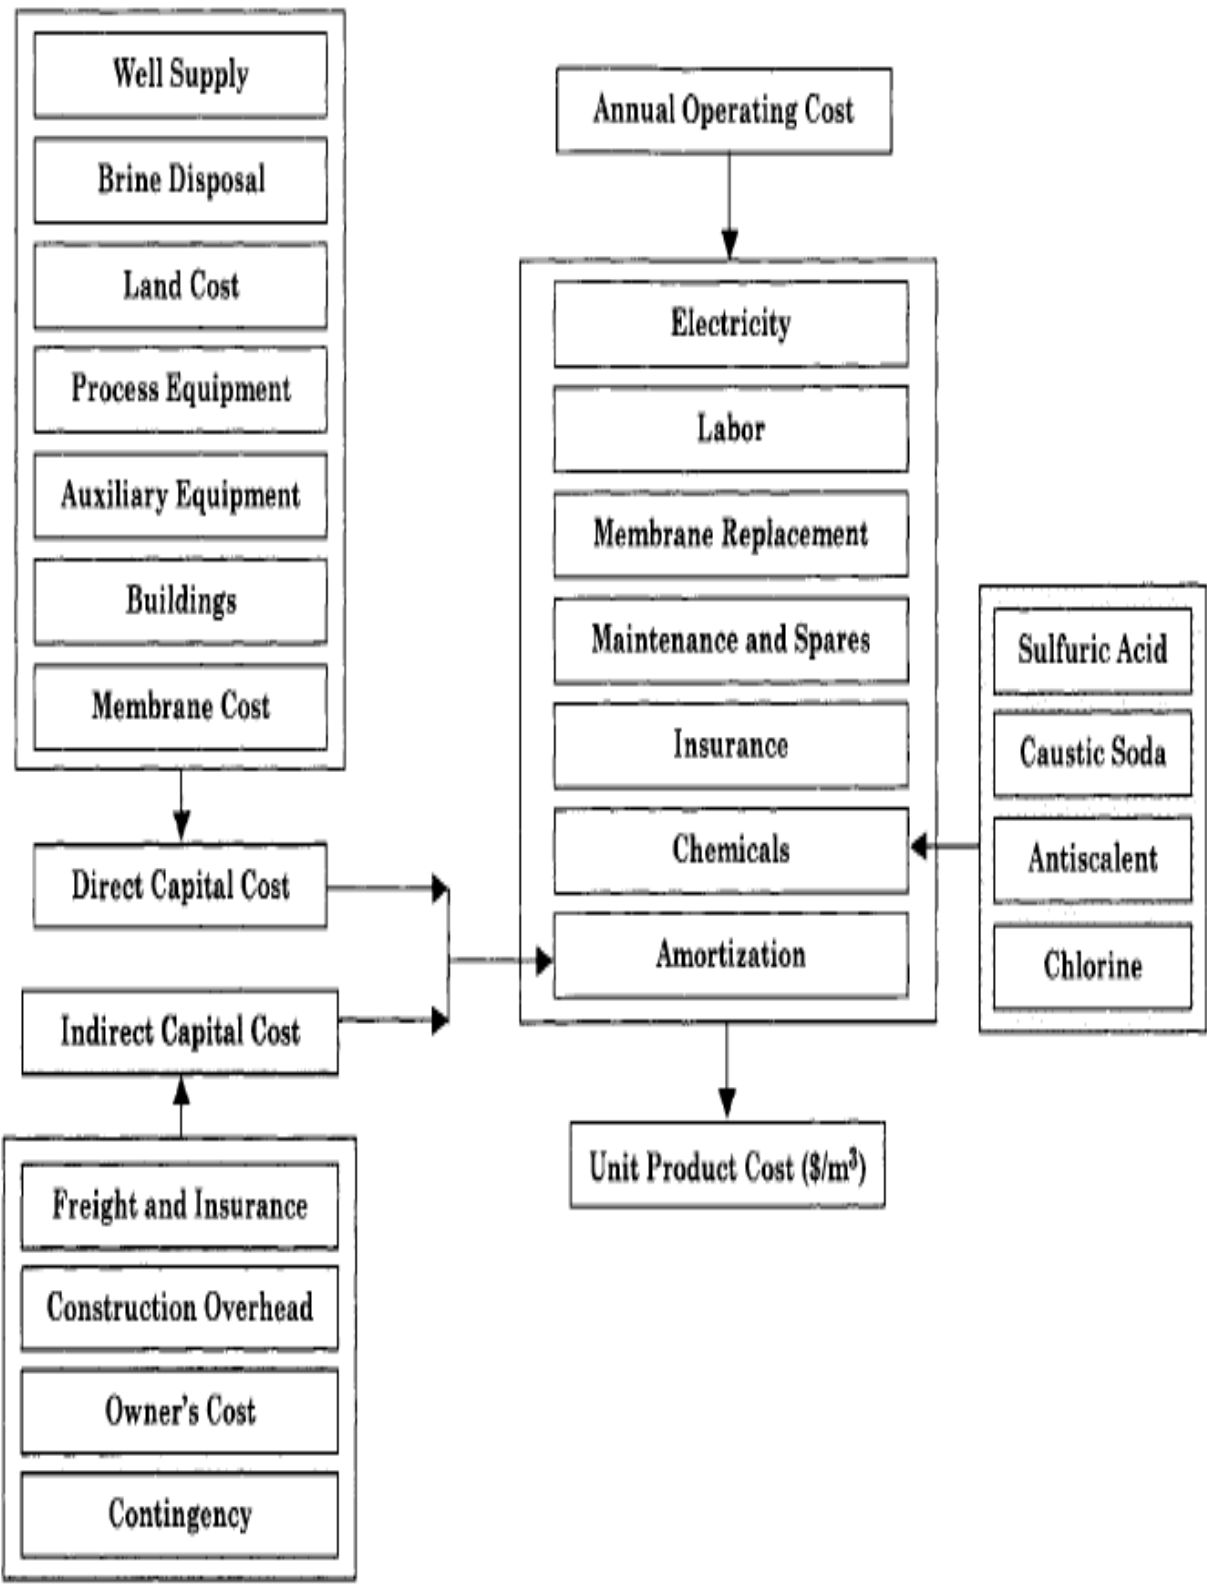 Well Supply
Brine Disposal
Land Cost
Process Equipment
Auxiliary Equipment
Buildings
Membrane Cost
Direct Capital Cost
Indirect Capital Cost
Freight and Insurance
Construction Overhead
Owner's Cost
Contingency
Annual Operating Cost
Electricity
Labor
Membrane Replacement
Maintenance and Spares
Insurance
Chemicals
Amortization
Unit Product Cost ($/m³)
Sulfuric Acid
Caustic Soda
Antiscalent
Chlorine